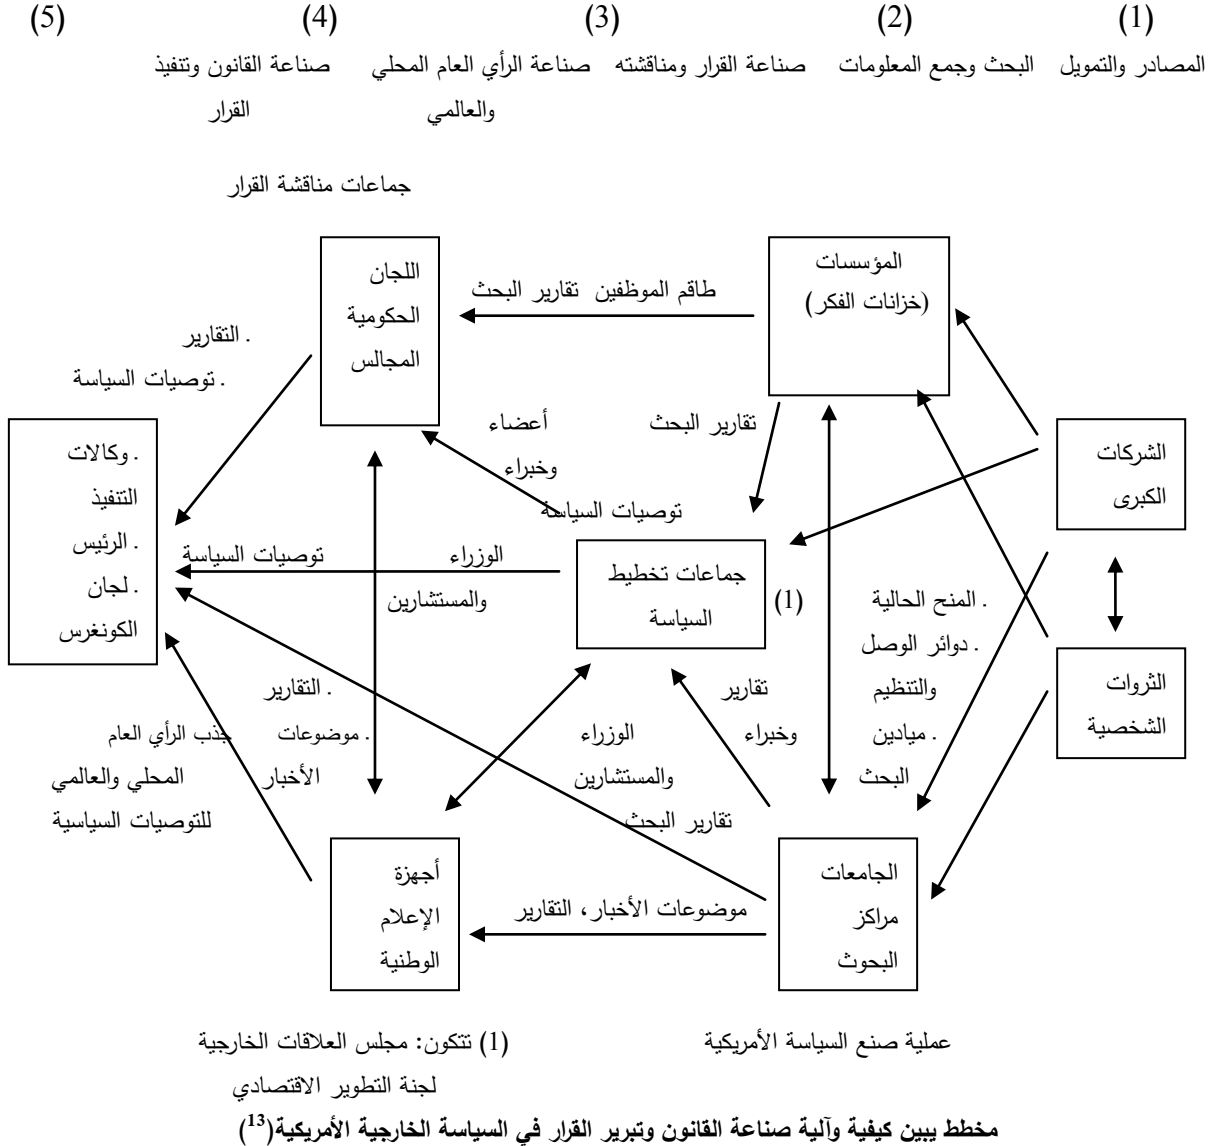 (1) (2) (3) (4) (5)
المصادر والتمويل البحث وجمع المعلومات صناعة القرار ومناقشته صناعة الرأي العام المحلي صناعة القانون وتنفيذ
والعالمي القرار
جماعات مناقشة القرار
المؤسسات
(خزانات الفكر)
اللجان
الحكومية
المجالس
طاقم الموظفين تقارير البحث
. التقارير
. توصيات السياسة
تقارير البحث
أعضاء
وخبراء
توصيات السياسة
الشركات
الكبرى
. وكالات
التنفيذ
. الرئيس
. لجان
الكونغرس
الوزراء
والمستشارين
توصيات السياسة
جماعات تخطيط
السياسة
(1)
. المنح الحالية
. دوائر الوصل
والتنظيم
. ميادين
البحث
الثروات
الشخصية
تقارير
وخبراء
الوزراء
والمستشارين
تقارير البحث
. التقارير
. موضوعات
الأخبار
جذب الرأي العام
المحلي والعالمي
للتوصيات السياسية
الجامعات
مراكز
البحوث
موضوعات الأخبار، التقارير
أجهزة
الإعلام
الوطنية
عملية صنع السياسة الأمريكية
(1) تتكون: مجلس العلاقات الخارجية
لجنة التطوير الاقتصادي
مخطط يبين كيفية وآلية صناعة القانون وتبرير القرار في السياسة الخارجية الأمريكية(13)